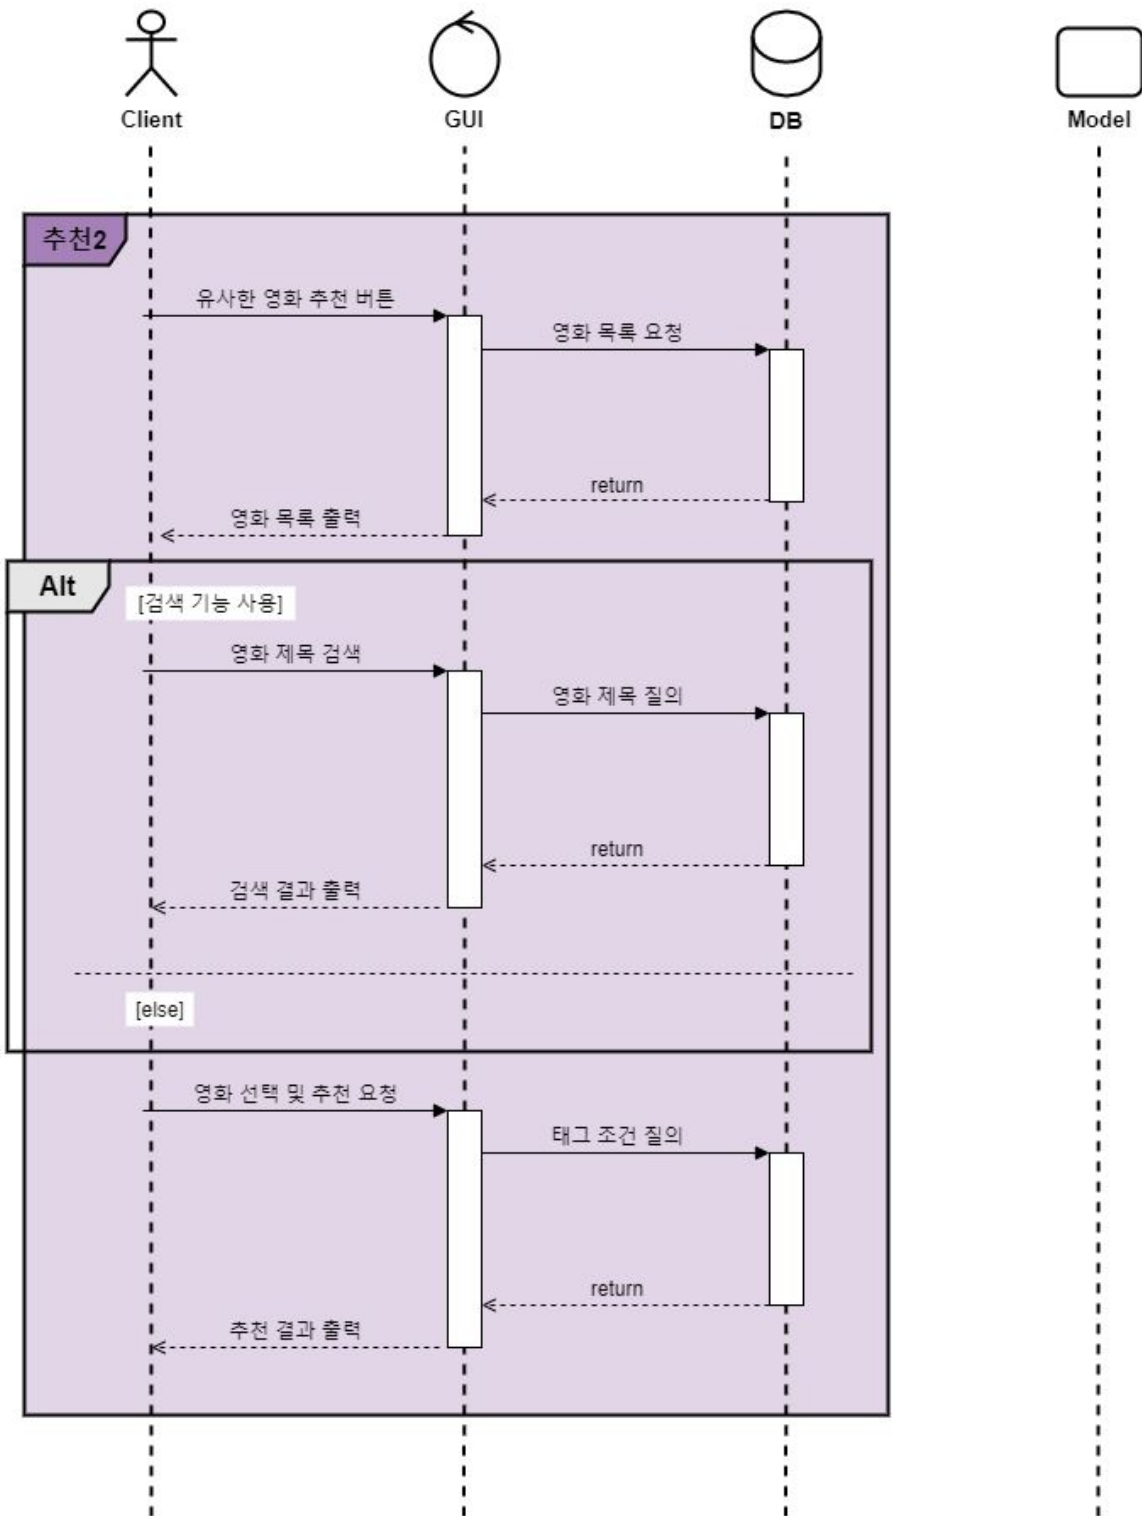 Client
GUI
DB
Model
추천2
유사한 영화 추천 버튼
영화 목록 요청
return
영화 목록 출력
Alt
[검색 기능 사용]
영화 제목 검색
영화 제목 질의
return
검색 결과 출력
[else]
영화 선택 및 추천 요청
태그 조건 질의
return
추천 결과 출력